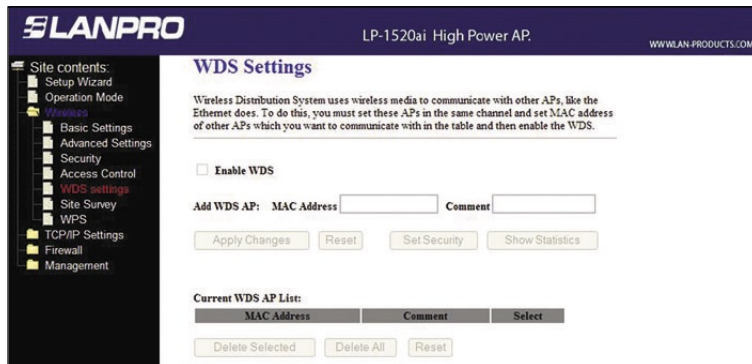 LANPRO
LP-1520ai High Power AP.
WWW.LAN-PRODUCTS.COM
Site contents:
Setup Wizard
Operation Mode
Wireless
Basic Settings
Advanced Settings
Security
Access Control
WDS settings
Site Survey
WPS
TCP/IP Settings
Firewall
Management
WDS Settings
Wireless Distribution System uses wireless media to communicate with other APs, like the
Ethernet does. To do this, you must set these APs in the same channel and set MAC address
of other APs which you want to communicate with in the table and then enable the WDS.
Enable WDS
Add WDS AP: MAC Address Comment
Apply Changes Reset Set Security Show Statistics
Current WDS AP List:
MAC Address Comment Select
Delete Selected Delete All Reset